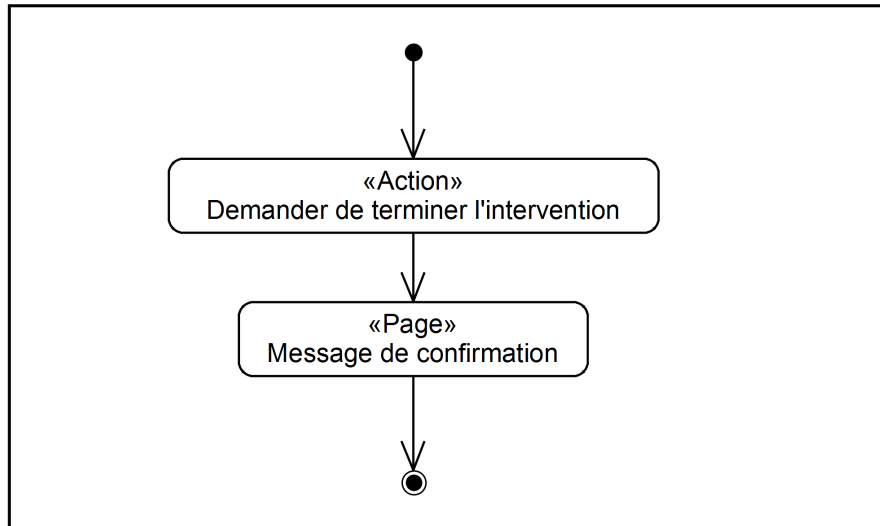 «Action»
Demander de terminer l'intervention
«Page»
Message de confirmation